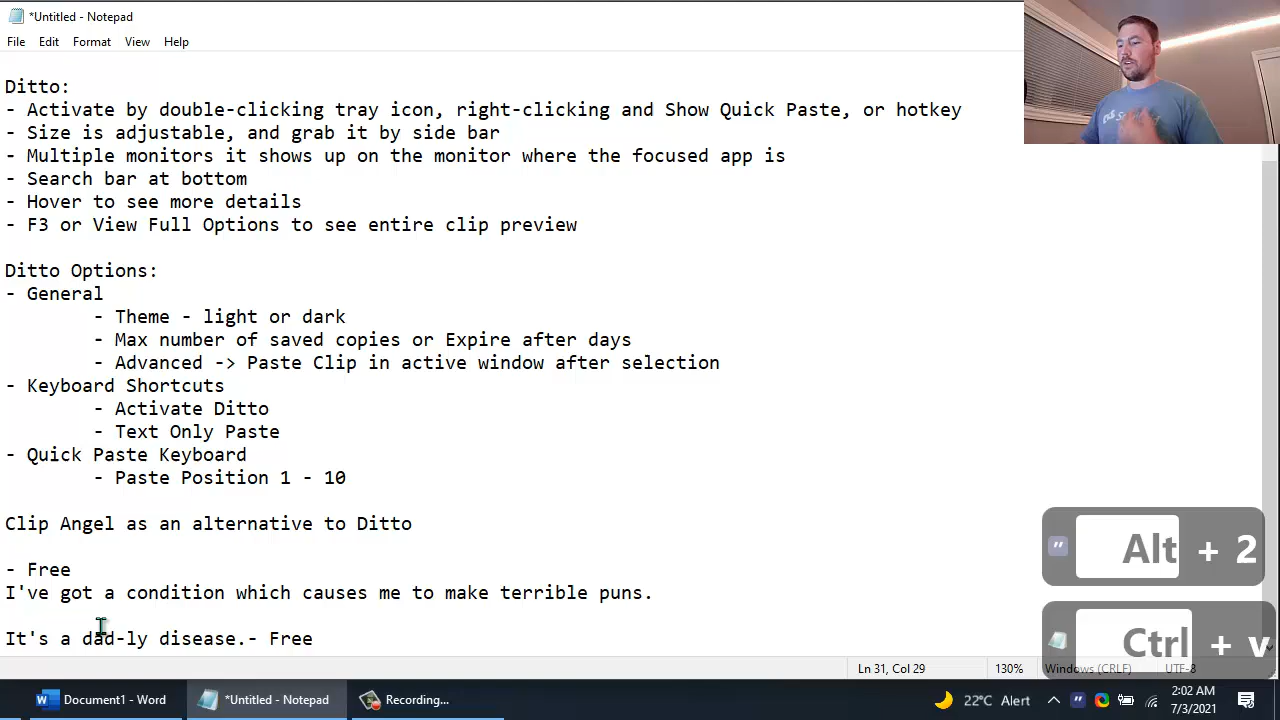 *Untitled - Notepad
File Edit Format View Help
Ditto:
- Activate by double-clicking tray icon, right-clicking and Show Quick Paste, or hotkey
- Size is adjustable, and grab it by side bar
- Multiple monitors it shows up on the monitor where the focused app is
- Search bar at bottom
- Hover to see more details
- F3 or View Full Options to see entire clip preview
Ditto Options:
- General
- Theme - light or dark
- Max number of saved copies or Expire after days
- Advanced -> Paste Clip in active window after selection
- Keyboard Shortcuts
- Activate Ditto
- Text Only Paste
- Quick Paste Keyboard
- Paste Position 1 - 10
Clip Angel as an alternative to Ditto
- Free
I've got a condition which causes me to make terrible puns.
It's a dad-ly disease.- Free
" Alt + 2
Ctrl + v
Ln 31, Col 29 130% Windows (CRLF) UTF-8
Document1 - Word *Untitled - Notepad Recording... 22°C Alert 2:02 AM
7/3/2021